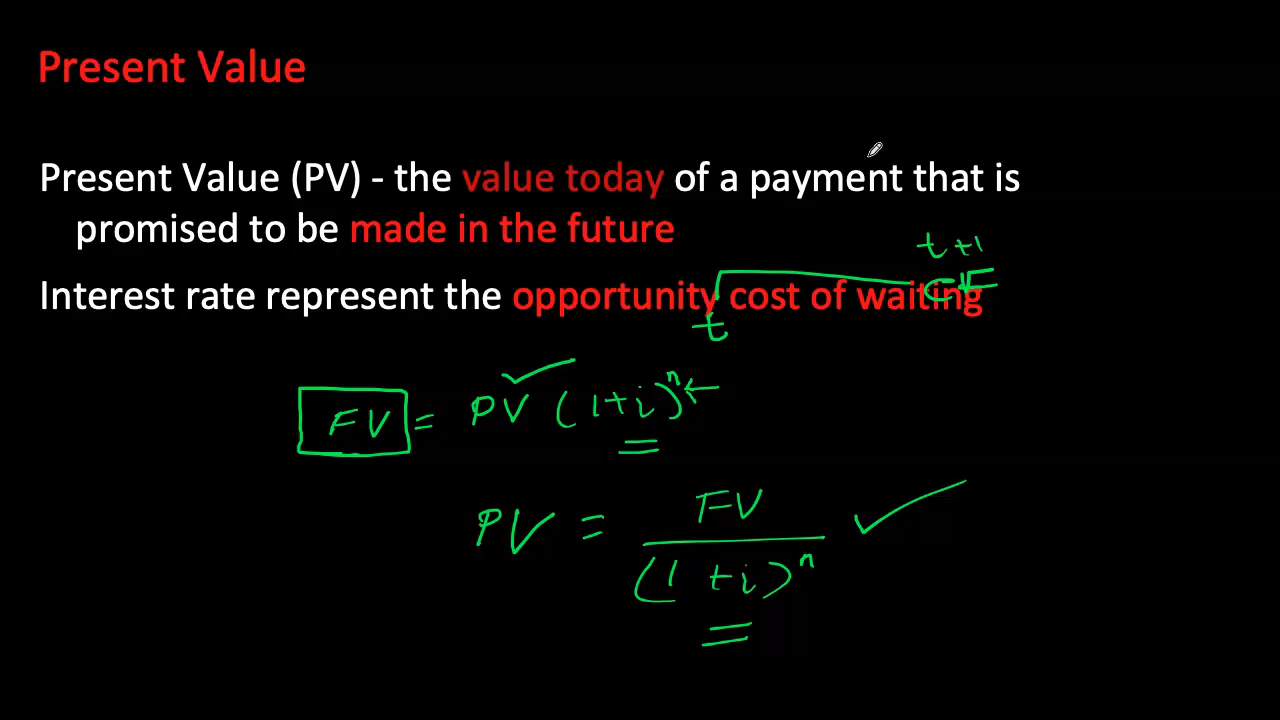 Present Value
Present Value (PV) - the value today of a payment that is
promised to be made in the future
t+1
Interest rate represent the opportunity cost of waiting
t
FV = PV (1+i)^n
PV = FV
(1+i)^n